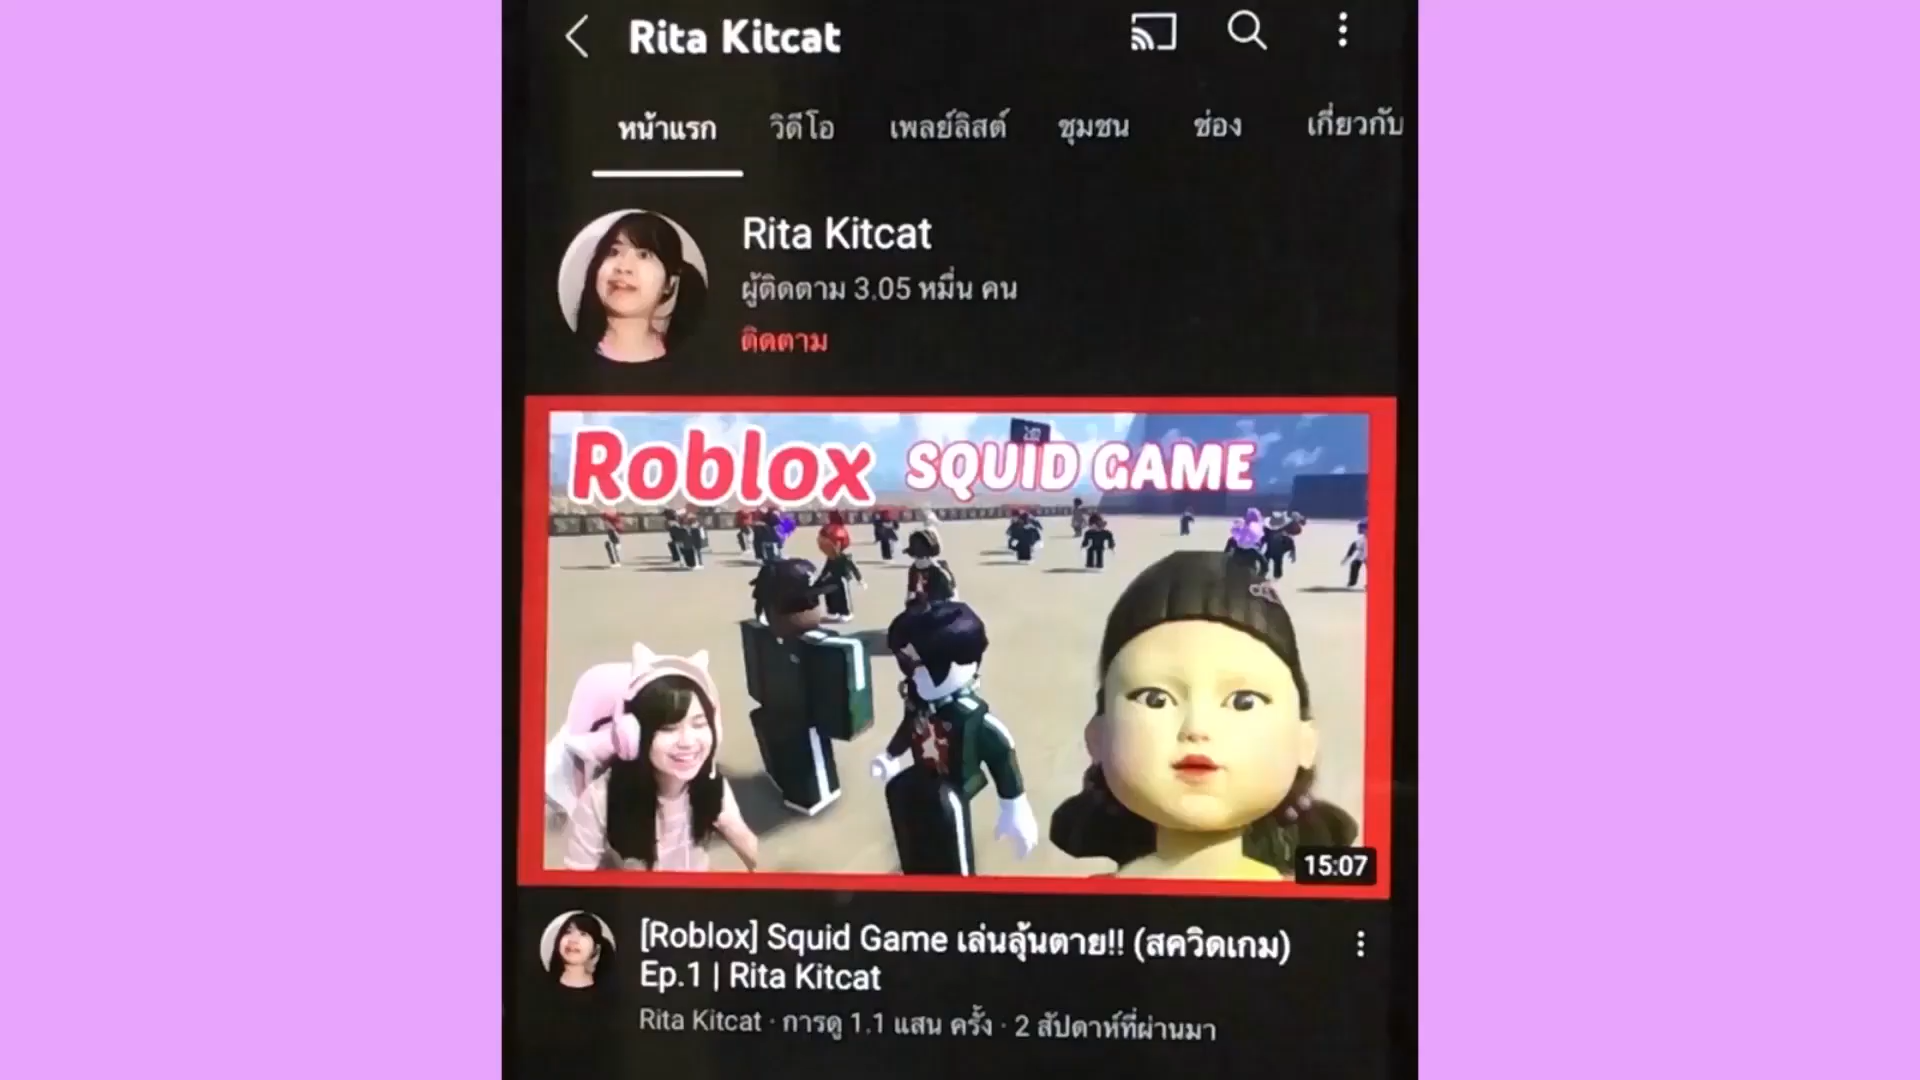 Rita Kitcat
หน้าแรก วิดีโอ เพลย์ลิสต์ ชุมชน ช่อง เกี่ยวกับ
Rita Kitcat
ผู้ติดตาม 3.05 หมื่น คน
ติดตาม
Roblox SQUID GAME
15:07
[Roblox] Squid Game เล่นลุ้นตาย!! (สควิดเกม)
Ep.1 | Rita Kitcat
Rita Kitcat · การดู 1.1 แสน ครั้ง · 2 สัปดาห์ที่ผ่านมา